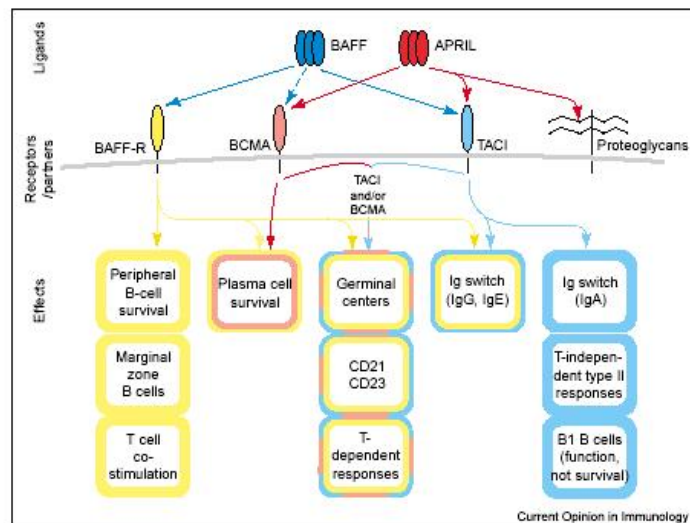 Ligands
BAFF
APRIL
Receptors
/partners
BAFF-R
BCMA
TACI
Proteoglycans
TACI
and/or
BCMA
Effects
Peripheral
B-cell
survival
Plasma cell
survival
Germinal
centers
Ig switch
(IgG, IgE)
Ig switch
(IgA)
Marginal
zone
B cells
CD21
CD23
T-indepen-
dent type II
responses
T cell
co-
stimulation
T-
dependent
responses
B1 B cells
(function,
not survival)
Current Opinion in Immunology